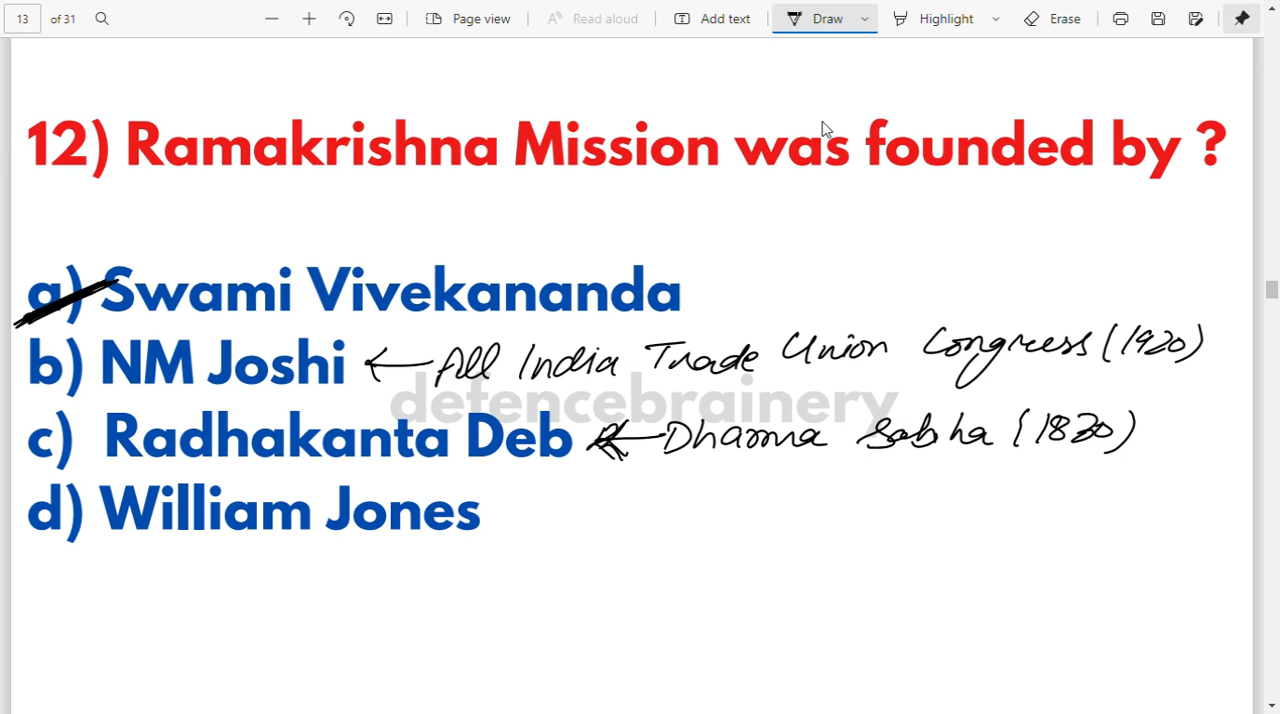 13 of 31 Page view Read aloud Add text Draw Highlight Erase
12) Ramakrishna Mission was founded by ?
a) Swami Vivekananda
b) NM Joshi ← All India Trade Union Congress (1920)
defencebrainery
c) Radhakanta Deb ← Dharma Sabha (1830)
d) William Jones